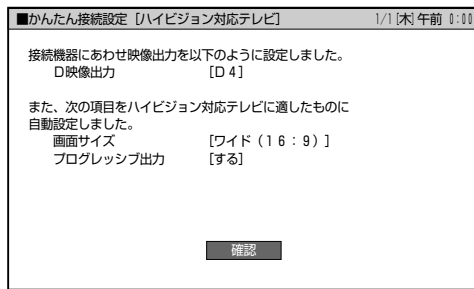 ■かんたん接続設定[ハイビジョン対応テレビ] 1/1[木]午前 0:00
接続機器にあわせ映像出力を以下のように設定しました。
D映像出力 [D4]
また、次の項目をハイビジョン対応テレビに適したものに
自動設定しました。
画面サイズ [ワイド(16:9)]
プログレッシブ出力 [する]
確認